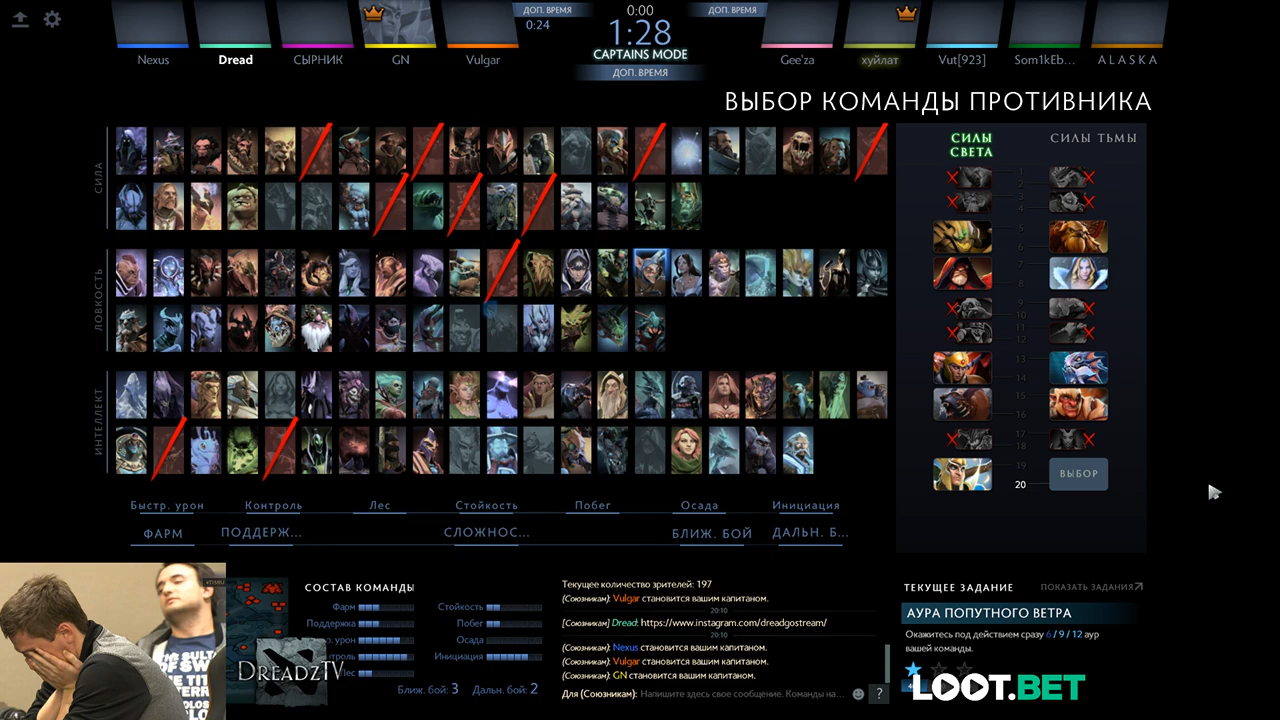 ДОП. ВРЕМЯ
0:00
ДОП. ВРЕМЯ
0:24
1:28
CAPTAINS MODE
ДОП. ВРЕМЯ
Nexus
Dread
СЫРНИК
GN
Vulgar
Gee'za
хуйлат
Vut[923]
Som1kEb...
A L A S K A
ВЫБОР КОМАНДЫ ПРОТИВНИКА
СИЛЫ СВЕТА
СИЛЫ ТЬМЫ
СИЛА
ЛОВКОСТЬ
ИНТЕЛЛЕКТ
1
2
3
4
5
6
7
8
9
10
11
12
13
14
15
16
17
18
19
20
ВЫБОР
Быстр. урон
Контроль
Лес
Стойкость
Побег
Осада
Инициация
ФАРМ
ПОДДЕРЖ...
СЛОЖНОС...
БЛИЖ. БОЙ
ДАЛЬН. Б...
СОСТАВ КОМАНДЫ
Фарм
Стойкость
Поддержка
Побег
р. урон
Осада
троль
Инициация
Лес
Ближ. бой: 3
Дальн. бой: 2
DREADZTV
Текущее количество зрителей: 197
(Союзникам): Vulgar становится вашим капитаном.
20:10
[Союзникам] Dread: https://www.instagram.com/dreadgostream/
20:10
(Союзникам): Nexus становится вашим капитаном.
(Союзникам): Vulgar становится вашим капитаном.
(Союзникам): GN становится вашим капитаном.
Для (Союзникам): Напишите здесь свое сообщение. Команды на...
?
ТЕКУЩЕЕ ЗАДАНИЕ
ПОКАЗАТЬ ЗАДАНИЯ
АУРА ПОПУТНОГО ВЕТРА
Окажитесь под действием сразу 6 / 9 / 12 аур
вашей команды.
LOOT.BET